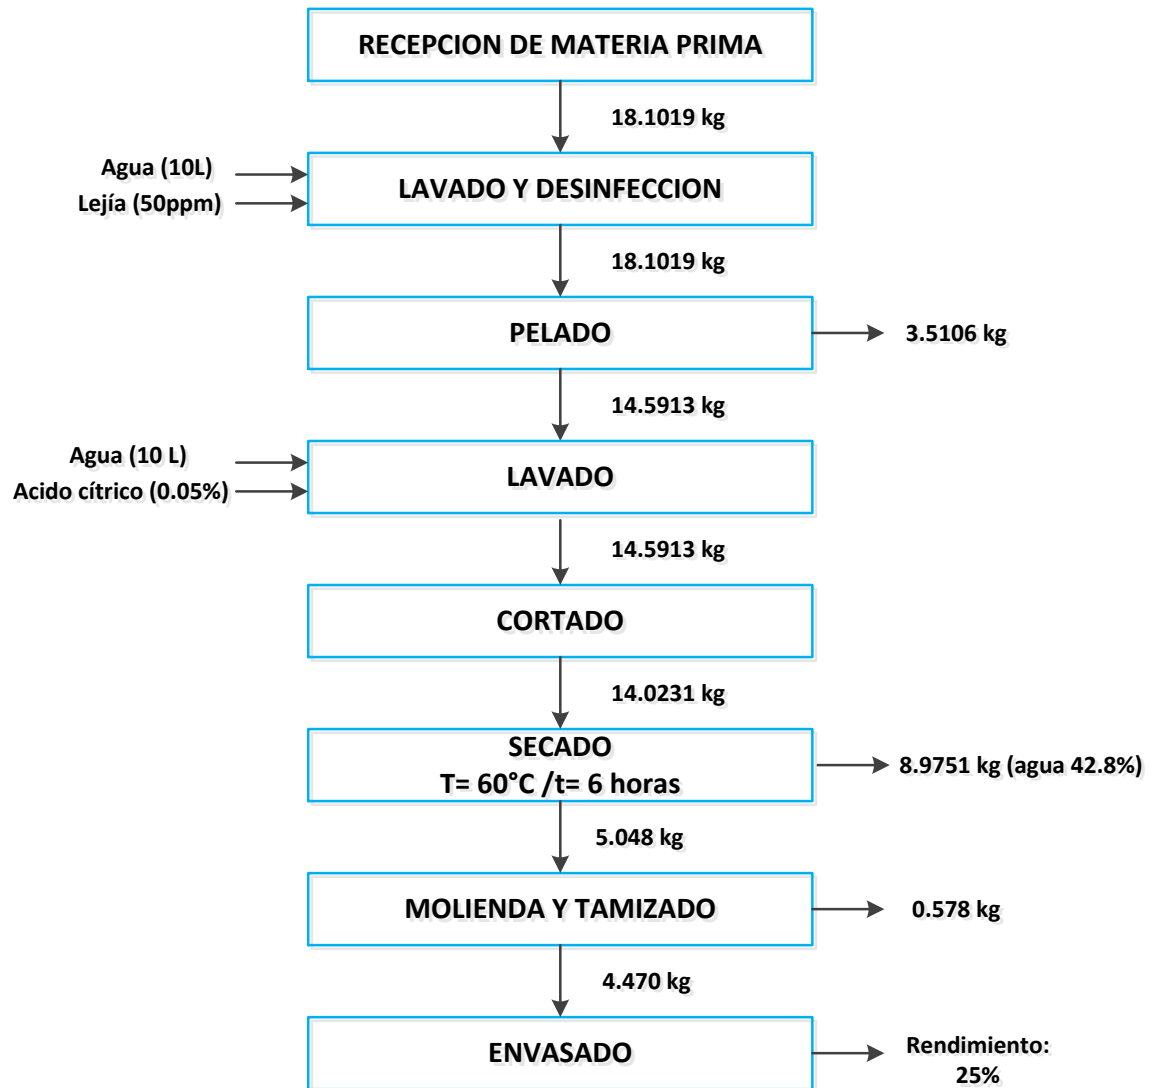 RECEPCION DE MATERIA PRIMA
18.1019 kg
Agua (10L)
Lejía (50ppm)
LAVADO Y DESINFECCION
18.1019 kg
PELADO
3.5106 kg
14.5913 kg
Agua (10 L)
Acido cítrico (0.05%)
LAVADO
14.5913 kg
CORTADO
14.0231 kg
SECADO
T= 60°C /t= 6 horas
8.9751 kg (agua 42.8%)
5.048 kg
MOLIENDA Y TAMIZADO
0.578 kg
4.470 kg
ENVASADO
Rendimiento:
25%